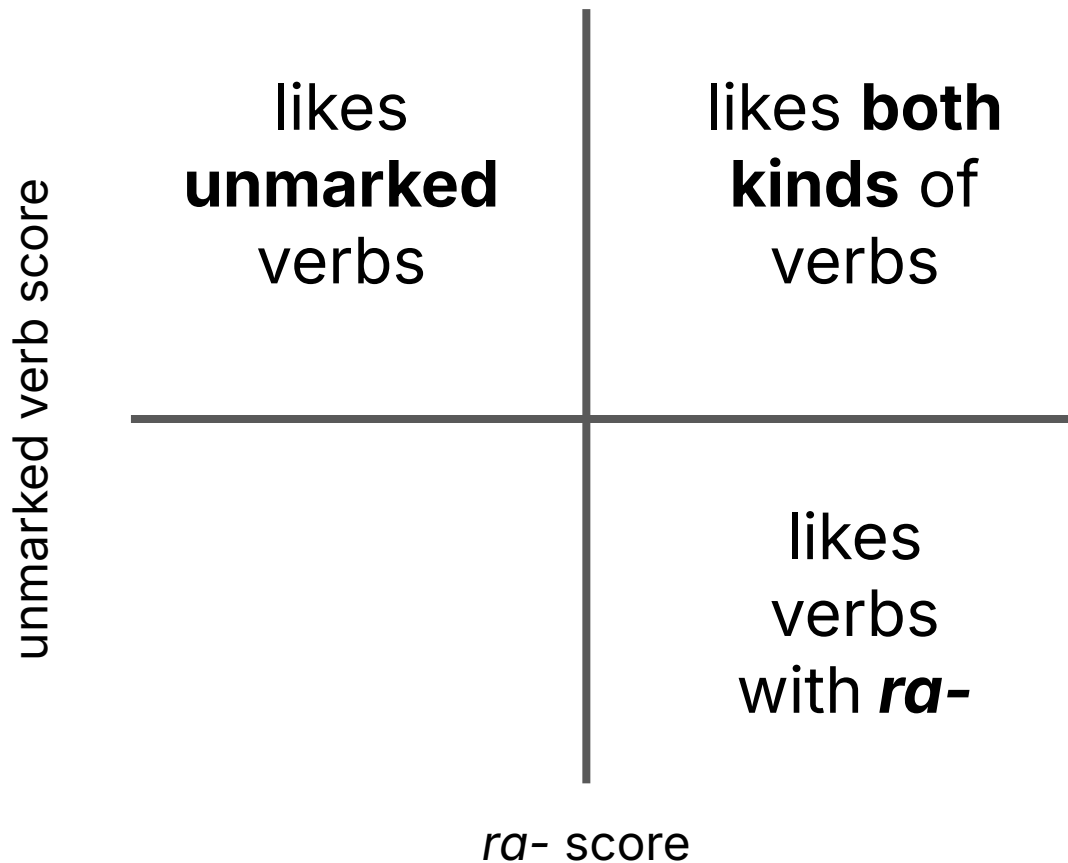 unmarked verb score
likes
unmarked
verbs
likes both
kinds of
verbs
likes
verbs
with ra-
ra- score